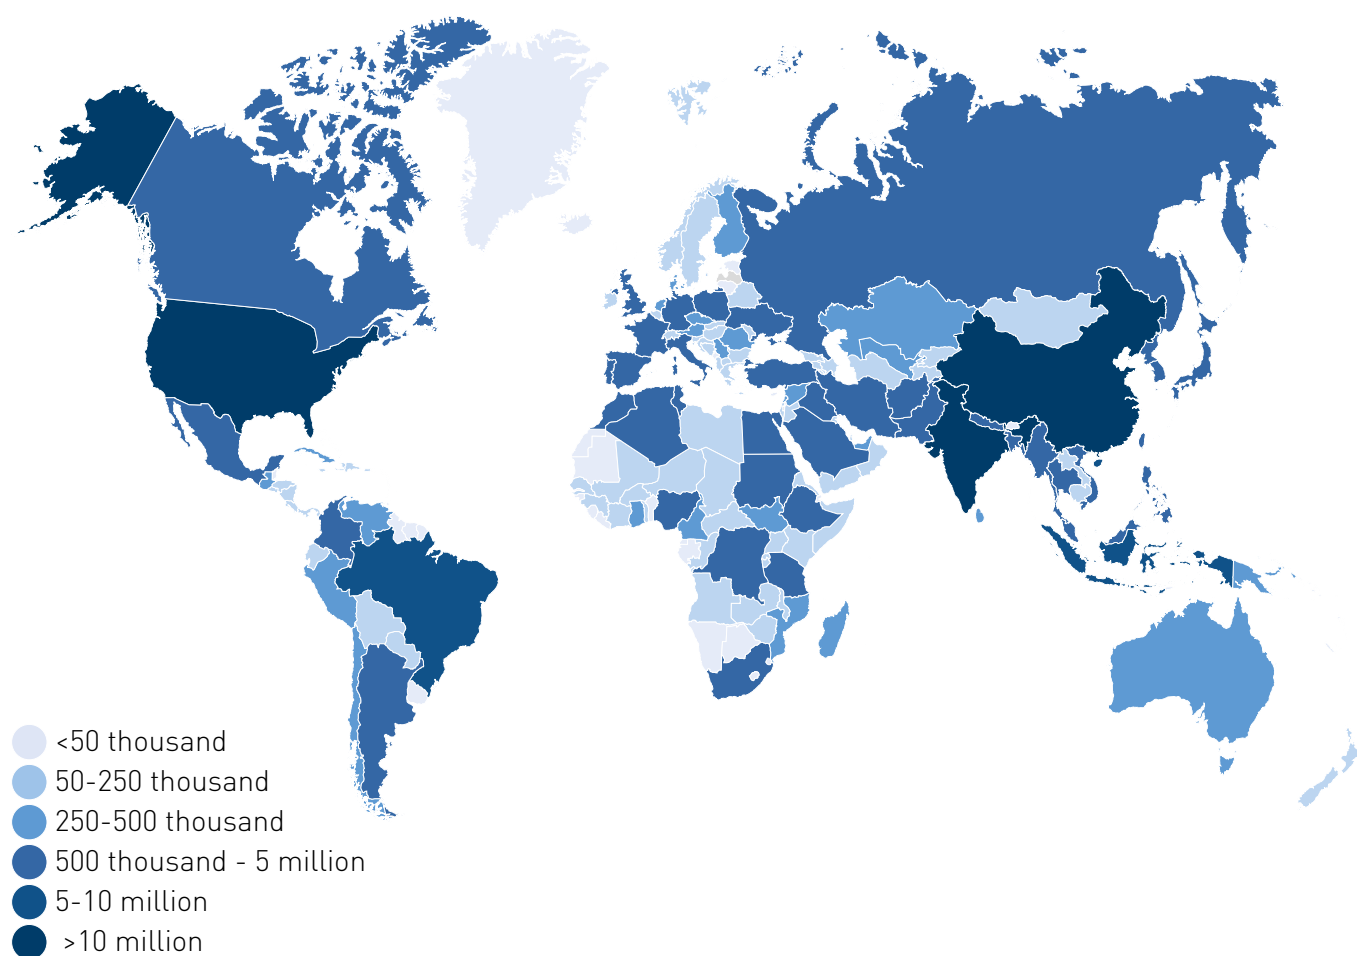 <50 thousand
50-250 thousand
250-500 thousand
500 thousand - 5 million
5-10 million
>10 million